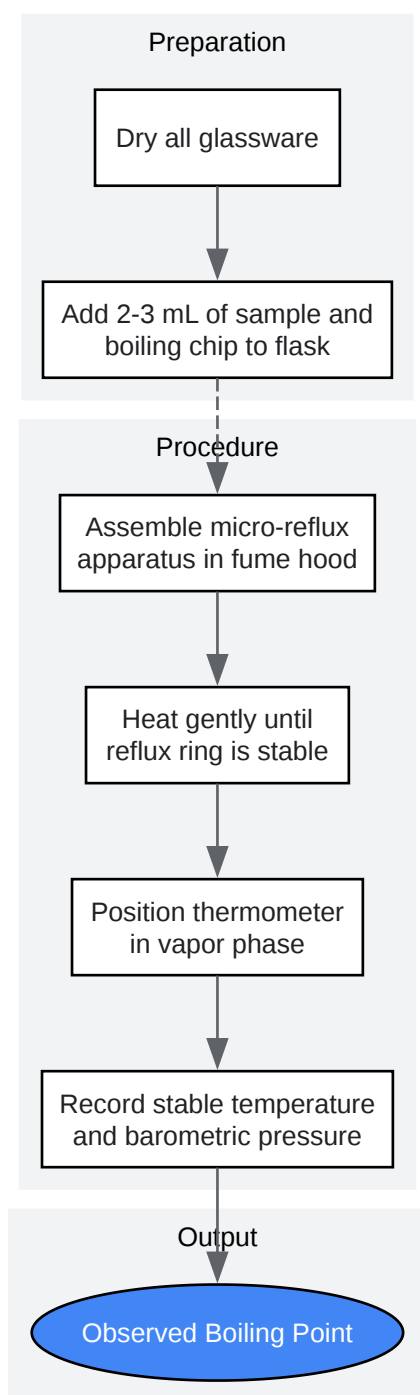 Preparation
Dry all glassware
Add 2-3 mL of sample and
boiling chip to flask
Procedure
Assemble micro-reflux
apparatus in fume hood
Heat gently until
reflux ring is stable
Position thermometer
in vapor phase
Record stable temperature
and barometric pressure
Output
Observed Boiling Point